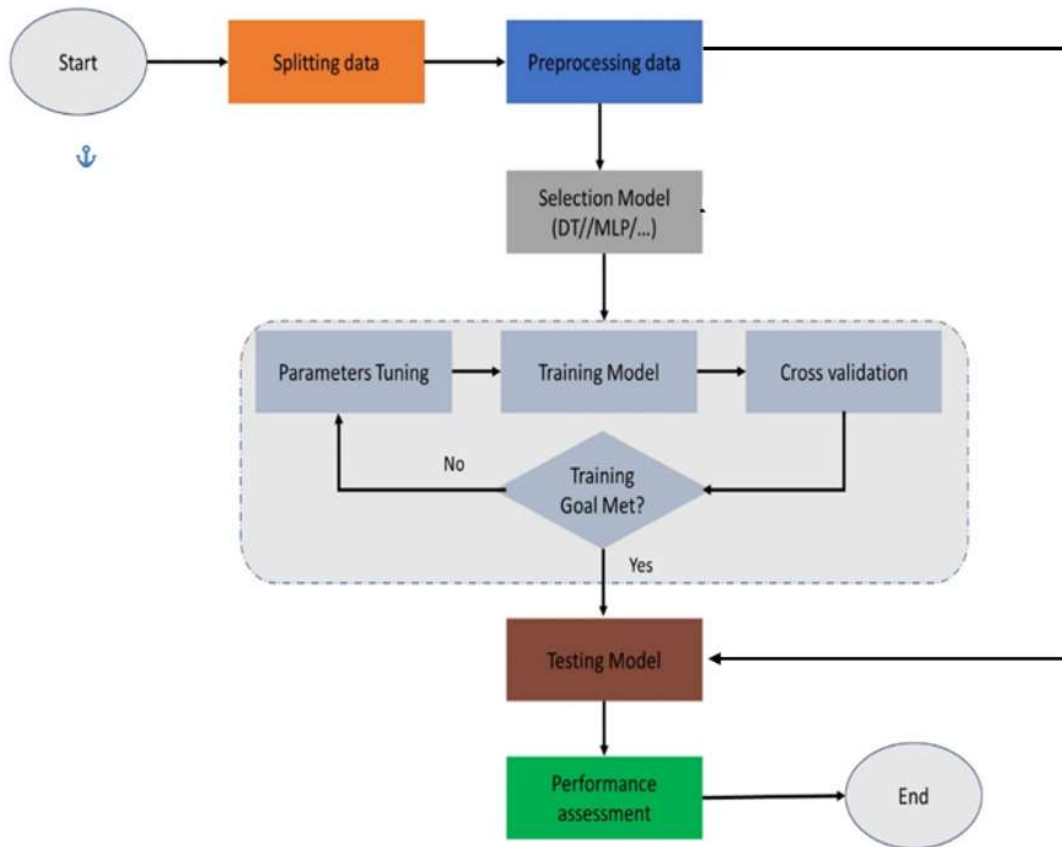 Start
Splitting data
Preprocessing data
Selection Model
(DT//MLP/...)
Parameters Tuning
Training Model
Cross validation
No
Training
Goal Met?
Yes
Testing Model
Performance
assessment
End